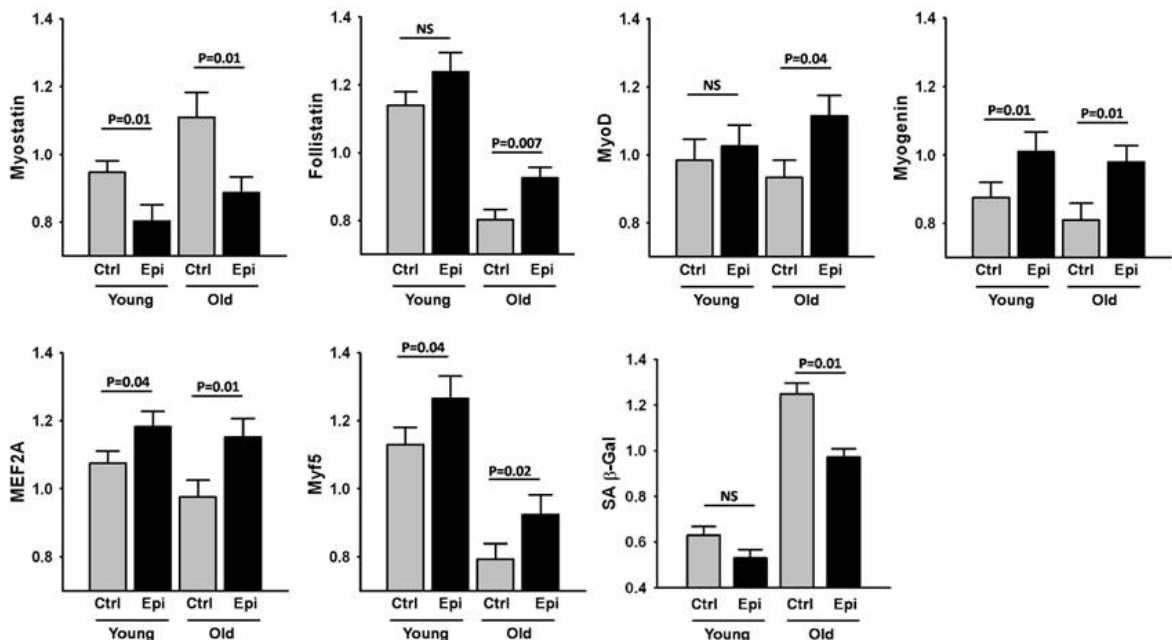 Myostatin
1.4
1.2
1.0
0.8
P=0.01
P=0.01
Ctrl Epi Ctrl Epi
Young Old
Follistatin
1.4
1.2
1.0
0.8
NS
P=0.007
Ctrl Epi Ctrl Epi
Young Old
MyoD
1.4
1.2
1.0
0.8
NS
P=0.04
Ctrl Epi Ctrl Epi
Young Old
Myogenin
1.4
1.2
1.0
0.8
P=0.01
P=0.01
Ctrl Epi Ctrl Epi
Young Old
MEF2A
1.4
1.2
1.0
0.8
P=0.04
P=0.01
Ctrl Epi Ctrl Epi
Young Old
Myf5
1.4
1.2
1.0
0.8
P=0.04
P=0.02
Ctrl Epi Ctrl Epi
Young Old
SA β-Gal
1.4
1.2
1.0
0.8
0.6
0.4
NS
P=0.01
Ctrl Epi Ctrl Epi
Young Old